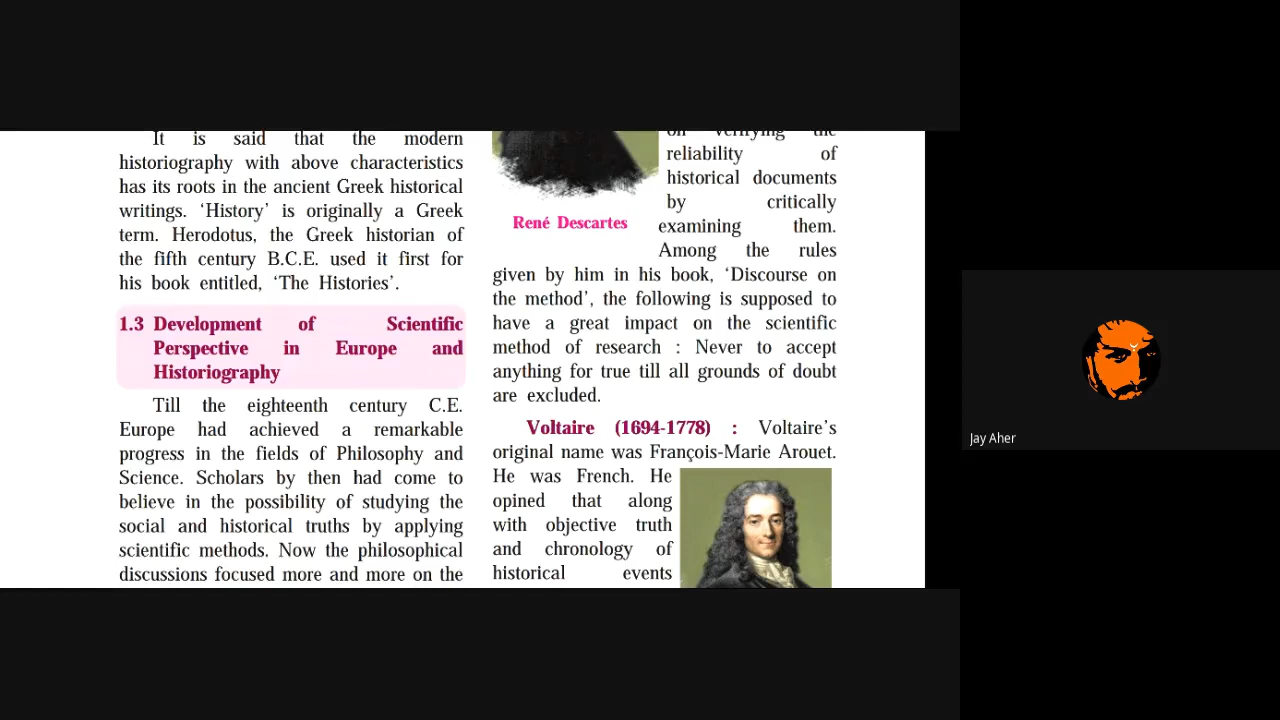 It is said that the modern
historiography with above characteristics
has its roots in the ancient Greek historical
writings. ‘History’ is originally a Greek
term. Herodotus, the Greek historian of
the fifth century B.C.E. used it first for
his book entitled, ‘The Histories’.
1.3 Development of Scientific
Perspective in Europe and
Historiography
Till the eighteenth century C.E.
Europe had achieved a remarkable
progress in the fields of Philosophy and
Science. Scholars by then had come to
believe in the possibility of studying the
social and historical truths by applying
scientific methods. Now the philosophical
discussions focused more and more on the
René Descartes
on verifying the
reliability of
historical documents
by critically
examining them.
Among the rules
given by him in his book, ‘Discourse on
the method’, the following is supposed to
have a great impact on the scientific
method of research : Never to accept
anything for true till all grounds of doubt
are excluded.
Voltaire (1694-1778) : Voltaire’s
original name was François-Marie Arouet.
He was French. He
opined that along
with objective truth
and chronology of
historical events
Jay Aher